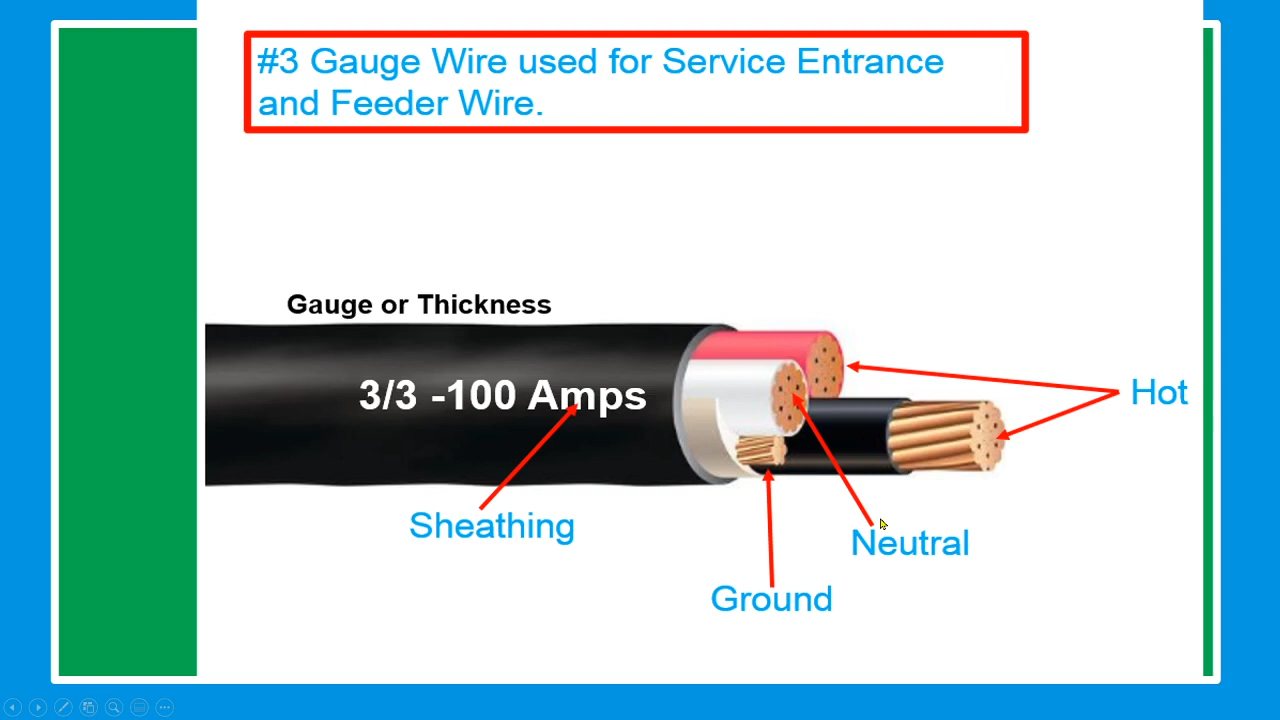 #3 Gauge Wire used for Service Entrance
and Feeder Wire.
Gauge or Thickness
3/3 -100 Amps
Hot
Sheathing
Neutral
Ground